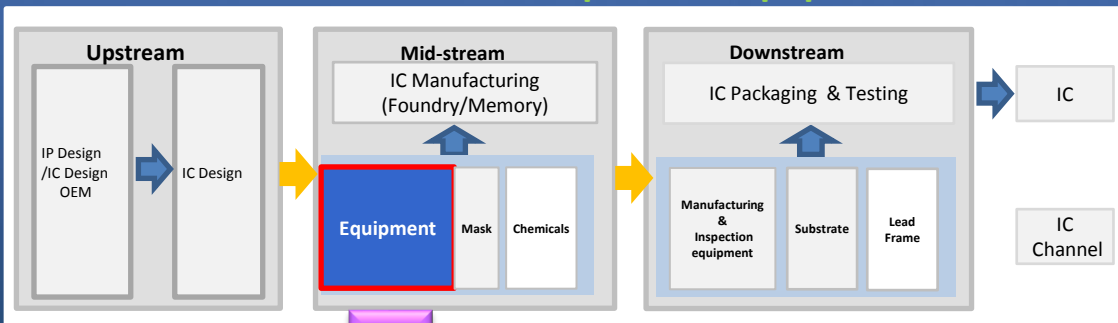 Upstream
IP Design
/IC Design
OEM
IC Design
Mid-stream
IC Manufacturing
(Foundry/Memory)
Equipment
Mask
Chemicals
Downstream
IC Packaging & Testing
Manufacturing
&
Inspection
equipment
Substrate
Lead
Frame
IC
IC
Channel